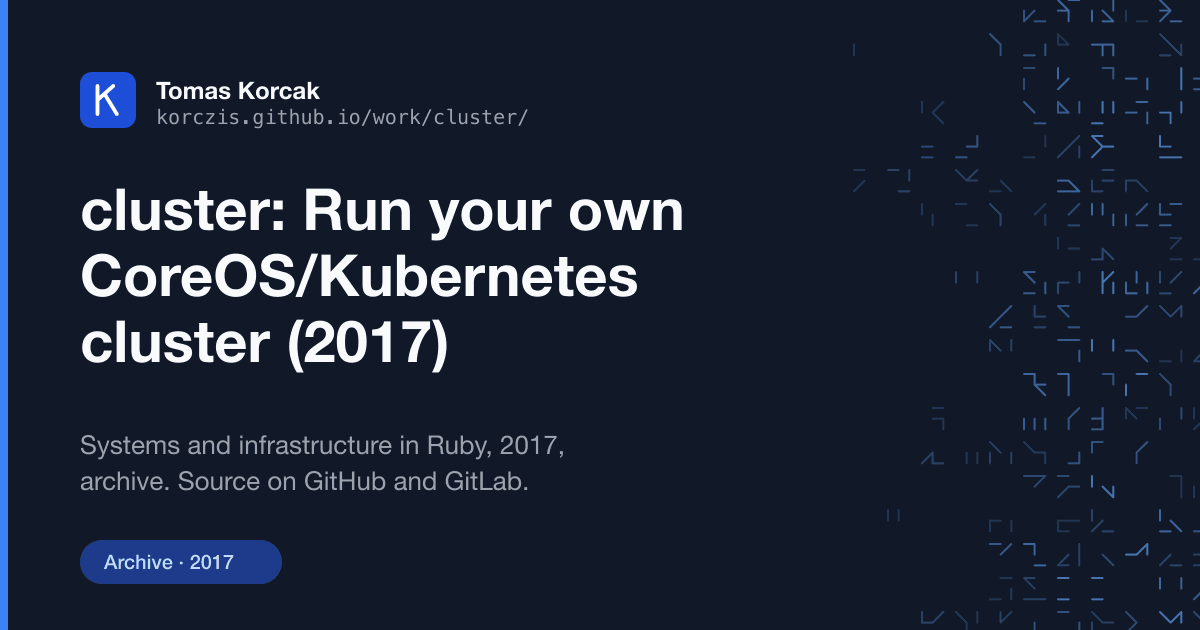 K
Tomas Korcak
korczis.github.io/work/cluster/
cluster: Run your own
CoreOS/Kubernetes
cluster (2017)
Systems and infrastructure in Ruby, 2017,
archive. Source on GitHub and GitLab.
Archive · 2017